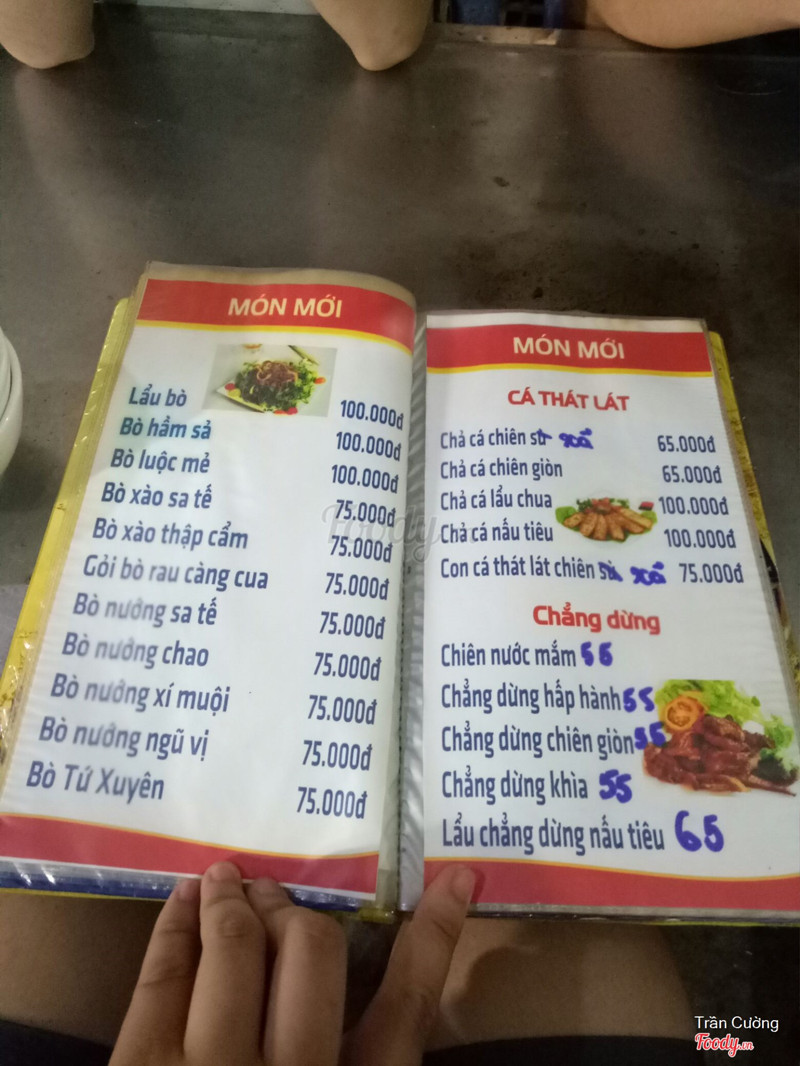 MÓN MỚI
Lẩu bò 100.000đ
Bò hầm sả 100.000đ
Bò luộc mẻ 100.000đ
Bò xào sa tế 75.000đ
Bò xào thập cẩm 75.000đ
Gỏi bò rau càng cua 75.000đ
Bò nướng sa tế 75.000đ
Bò nướng chao 75.000đ
Bò nướng xí muội 75.000đ
Bò nướng ngũ vị 75.000đ
Bò Tứ Xuyên 75.000đ
MÓN MỚI
CÁ THÁT LÁT
Chả cá chiên xoă 65.000đ
Chả cá chiên giòn 65.000đ
Chả cá lẩu chua 100.000đ
Chả cá nấu tiêu 100.000đ
Con cá thát lát chiên 75.000đ
Chẳng dừng
Chiên nước mắm 55
Chẳng dừng hấp hành 55
Chẳng dừng chiên giòn 55
Chẳng dừng khìa 55
Lẩu chẳng dừng nấu tiêu 65
Foody
Trần Cường
Foody.vn